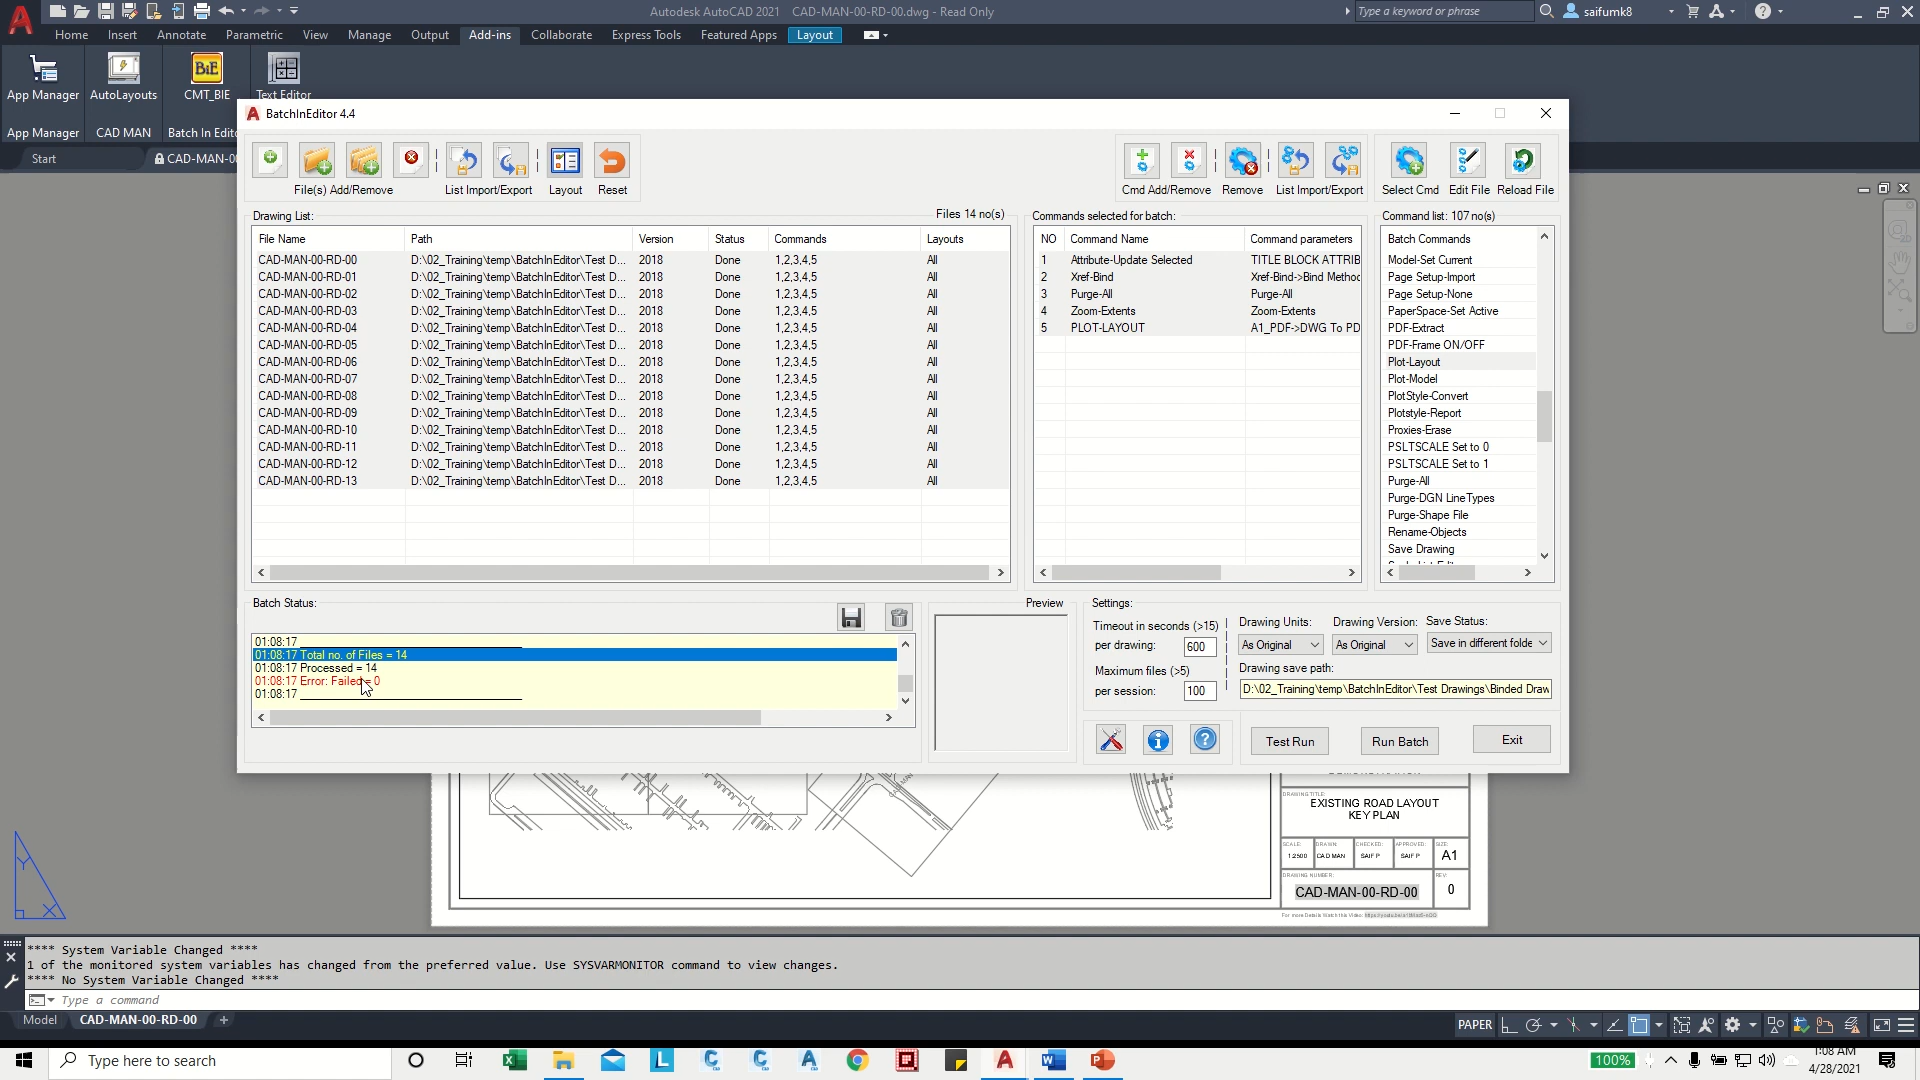 Autodesk AutoCAD 2021 CAD-MAN-00-RD-00.dwg - Read Only
Type a keyword or phrase
saifumk8
Home Insert Annotate Parametric View Manage Output Add-ins Collaborate Express Tools Featured Apps Layout
App Manager AutoLayouts CMT_BIE Text Editor
App Manager CAD MAN Batch In Edito
Start CAD-MAN-0
BatchInEditor 4.4
File(s) Add/Remove List Import/Export Layout Reset
Cmd Add/Remove Remove List Import/Export Select Cmd Edit File Reload File
Drawing List: Files 14 no(s)
File Name Path Version Status Commands Layouts
CAD-MAN-00-RD-00 D:\02_Training\temp\BatchInEditor\Test D... 2018 Done 1,2,3,4,5 All
CAD-MAN-00-RD-01 D:\02_Training\temp\BatchInEditor\Test D... 2018 Done 1,2,3,4,5 All
CAD-MAN-00-RD-02 D:\02_Training\temp\BatchInEditor\Test D... 2018 Done 1,2,3,4,5 All
CAD-MAN-00-RD-03 D:\02_Training\temp\BatchInEditor\Test D... 2018 Done 1,2,3,4,5 All
CAD-MAN-00-RD-04 D:\02_Training\temp\BatchInEditor\Test D... 2018 Done 1,2,3,4,5 All
CAD-MAN-00-RD-05 D:\02_Training\temp\BatchInEditor\Test D... 2018 Done 1,2,3,4,5 All
CAD-MAN-00-RD-06 D:\02_Training\temp\BatchInEditor\Test D... 2018 Done 1,2,3,4,5 All
CAD-MAN-00-RD-07 D:\02_Training\temp\BatchInEditor\Test D... 2018 Done 1,2,3,4,5 All
CAD-MAN-00-RD-08 D:\02_Training\temp\BatchInEditor\Test D... 2018 Done 1,2,3,4,5 All
CAD-MAN-00-RD-09 D:\02_Training\temp\BatchInEditor\Test D... 2018 Done 1,2,3,4,5 All
CAD-MAN-00-RD-10 D:\02_Training\temp\BatchInEditor\Test D... 2018 Done 1,2,3,4,5 All
CAD-MAN-00-RD-11 D:\02_Training\temp\BatchInEditor\Test D... 2018 Done 1,2,3,4,5 All
CAD-MAN-00-RD-12 D:\02_Training\temp\BatchInEditor\Test D... 2018 Done 1,2,3,4,5 All
CAD-MAN-00-RD-13 D:\02_Training\temp\BatchInEditor\Test D... 2018 Done 1,2,3,4,5 All
Commands selected for batch:
NO Command Name Command parameters
1 Attribute-Update Selected TITLE BLOCK ATTRIB
2 Xref-Bind Xref-Bind->Bind Method
3 Purge-All Purge-All
4 Zoom-Extents Zoom-Extents
5 PLOT-LAYOUT A1_PDF->DWG To PD
Command list: 107 no(s)
Batch Commands
Model-Set Current
Page Setup-Import
Page Setup-None
PaperSpace-Set Active
PDF-Extract
PDF-Frame ON/OFF
Plot-Layout
Plot-Model
PlotStyle-Convert
Plotstyle-Report
Proxies-Erase
PSLTSCALE Set to 0
PSLTSCALE Set to 1
Purge-All
Purge-DGN LineTypes
Purge-Shape File
Rename-Objects
Save Drawing
Batch Status:
01:08:17
01:08:17 Total no. of Files = 14
01:08:17 Processed = 14
01:08:17 Error: Failed = 0
01:08:17
Preview
Settings:
Timeout in seconds (>15)
per drawing: 600
Maximum files (>5)
per session: 100
Drawing Units: Drawing Version: Save Status:
As Original As Original Save in different folde
Drawing save path:
D:\02_Training\temp\BatchInEditor\Test Drawings\Binded Draw
Test Run Run Batch Exit
DRAWING TITLE:
EXISTING ROAD LAYOUT
KEY PLAN
SCALE: DRAWN: CHECKED: APPROVED: SIZE:
1:2500 CAD MAN SAIF P SAIF P A1
DRAWING NUMBER: REV:
CAD-MAN-00-RD-00 0
**** System Variable Changed ****
1 of the monitored system variables has changed from the preferred value. Use SYSVARMONITOR command to view changes.
**** No System Variable Changed ****
Type a command
Model CAD-MAN-00-RD-00
PAPER
Type here to search
100%
1:08 AM
4/28/2021